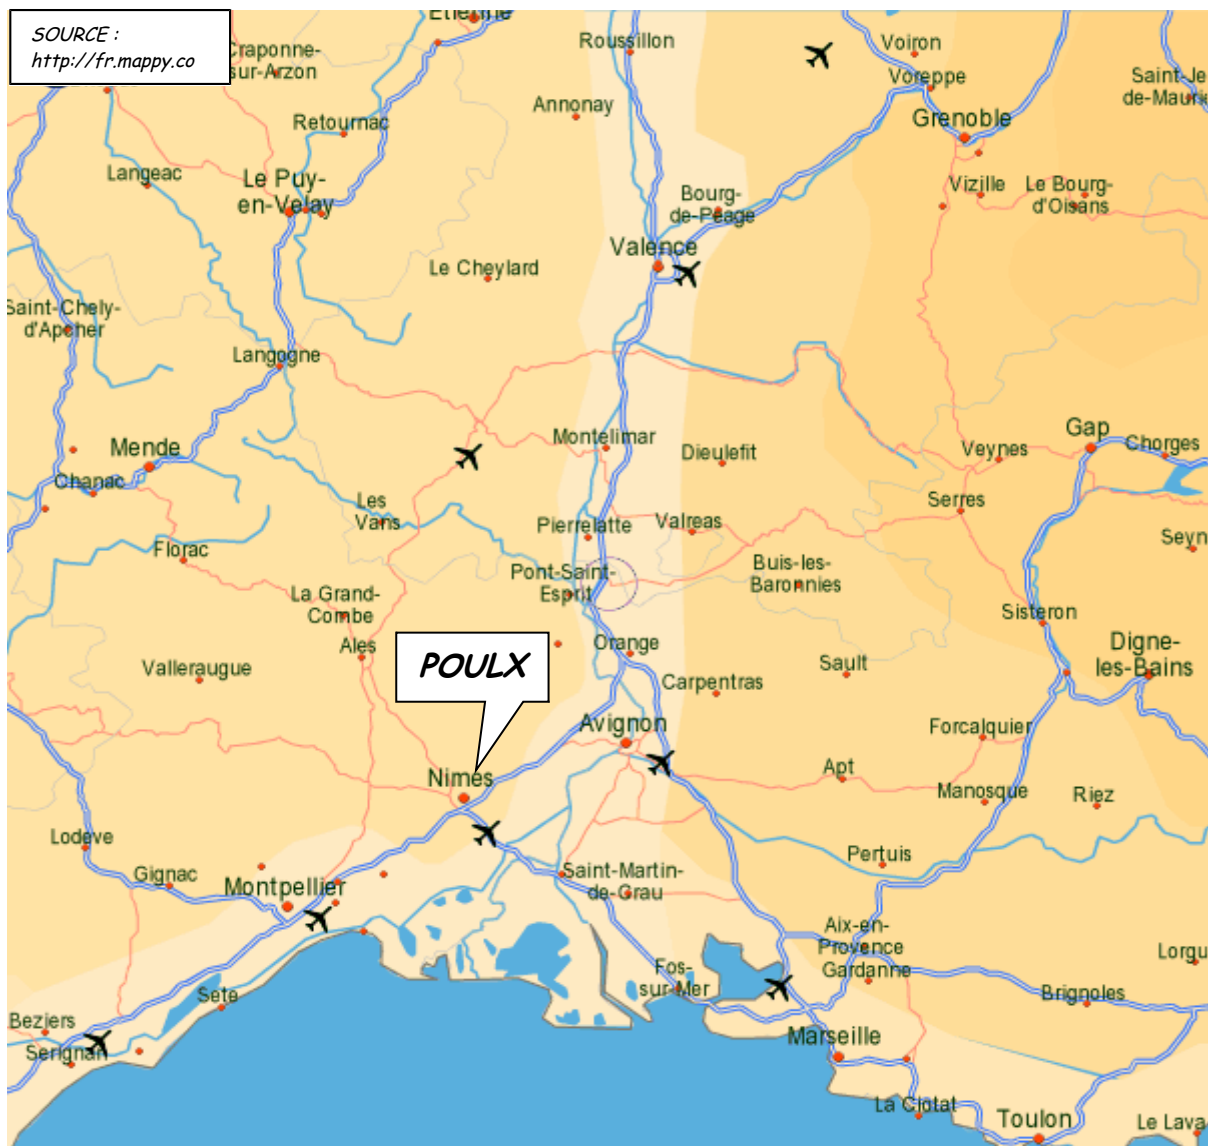 SOURCE :
http://fr.mappy.co
Etienne
Craponne-
sur-Arzon
Roussillon
Voiron
Voreppe
Saint-Je
de-Maurie
Annonay
Grenoble
Retournac
Langeac
Le Puy-
en-Velay
Bourg-
de-Peage
Vizille
Le Bourg-
d'Oisans
Valence
Le Cheylard
Saint-Chely-
d'Apcher
Langogne
Mende
Montelimar
Dieulefit
Veynes
Gap
Chorges
Chanac
Les
Vans
Pierrelatte
Valreas
Serres
Seyn
Florac
La Grand-
Combe
Pont-Saint-
Esprit
Buis-les-
Baronnies
Sisteron
Ales
POULX
Orange
Valleraugue
Carpentras
Sault
Digne-
les-Bains
Avignon
Forcalquier
Nimes
Apt
Manosque
Riez
Lodeve
Gignac
Montpellier
Saint-Martin-
de-Grau
Pertuis
Aix-en-
Provence
Gardanne
Lorgu
Fos-
sur-Mer
Sete
Brignoles
Beziers
Serignan
Marseille
La Ciotat
Toulon
Le Lava